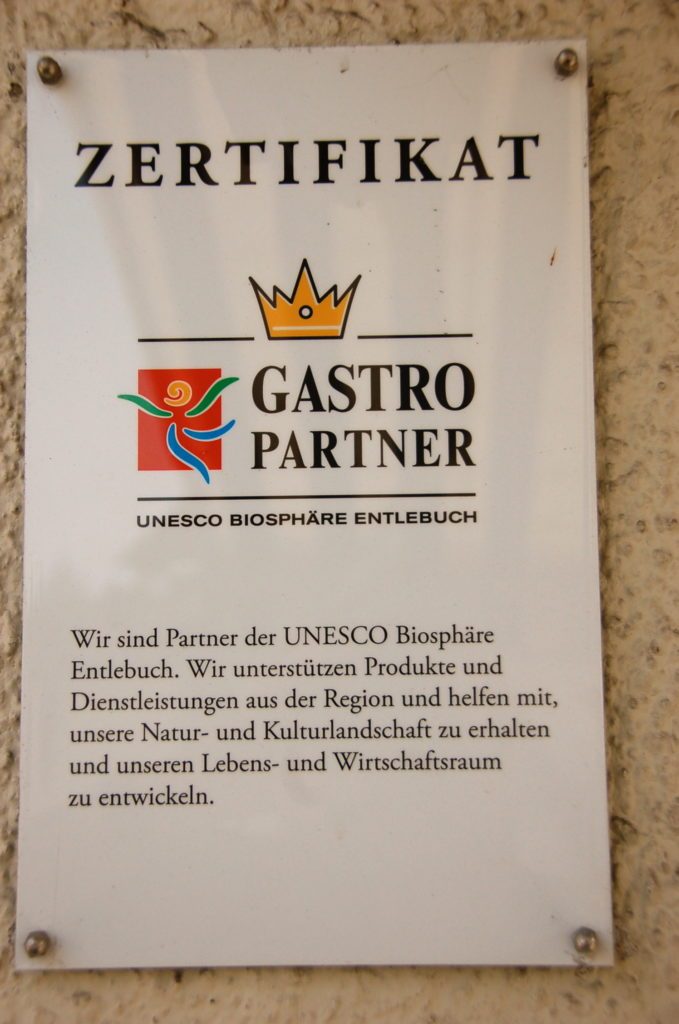 ZERTIFIKAT
GASTRO
PARTNER
UNESCO BIOSPHÄRE ENTLEBUCH
Wir sind Partner der UNESCO Biosphäre
Entlebuch. Wir unterstützen Produkte und
Dienstleistungen aus der Region und helfen mit,
unsere Natur- und Kulturlandschaft zu erhalten
und unseren Lebens- und Wirtschaftsraum
zu entwickeln.